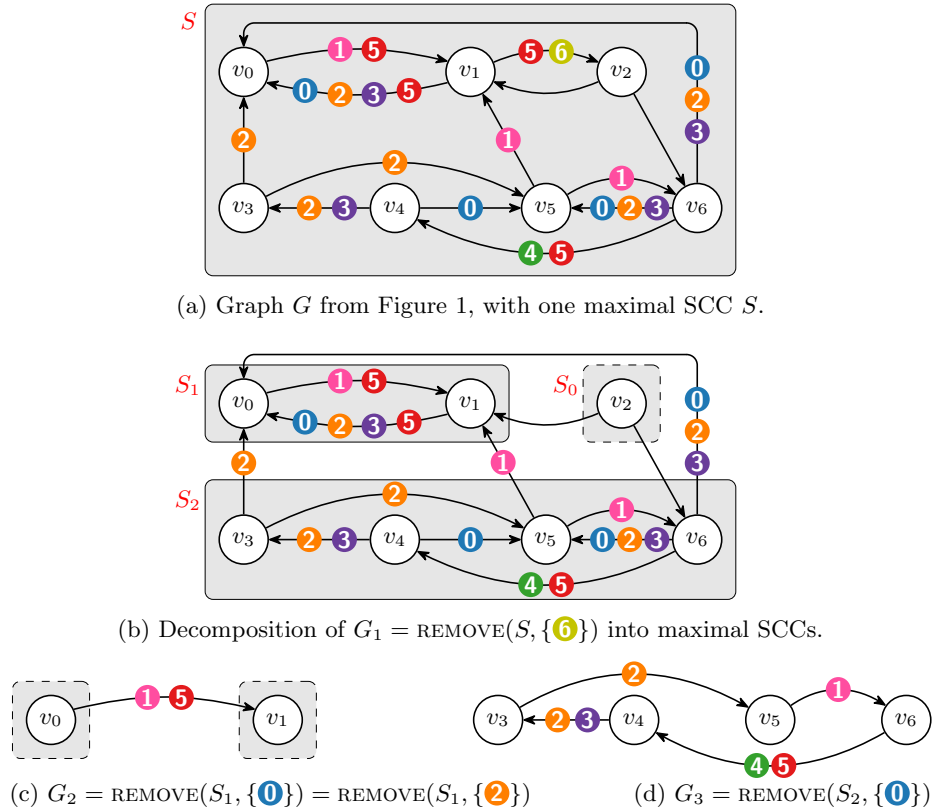 S
0
v0 1 5 v1 5 6 v2
0 2 3 5
2
3
2 1
2 1
v3 2 3 v4 0 v5 0 2 3 v6
4 5
(a) Graph G from Figure 1, with one maximal SCC S.
S1 S0
v0 1 5 v1 v2 0
0 2 3 5 2
2 1 3
S2 2 1
v3 2 3 v4 0 v5 0 2 3 v6
4 5
(b) Decomposition of G1 = REMOVE(S, {6}) into maximal SCCs.
v0 1 5 v1
2 1
v3 2 3 v4 v5 v6
4 5
(c) G2 = REMOVE(S1, {0}) = REMOVE(S1, {2})
(d) G3 = REMOVE(S2, {0})